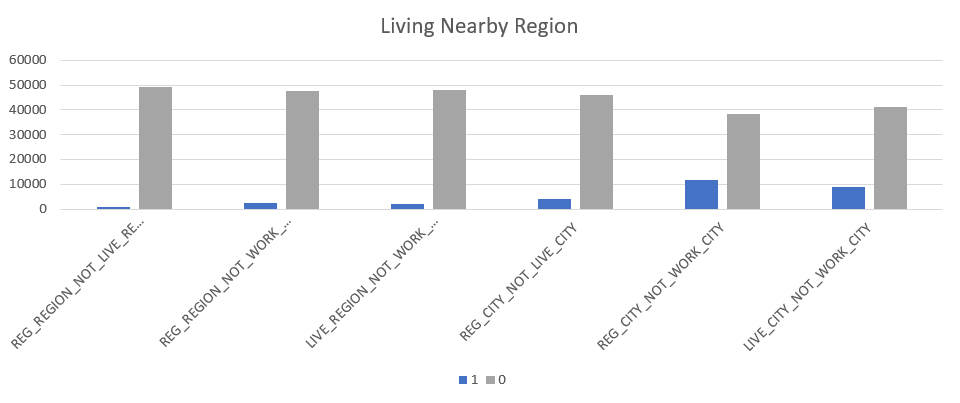 Living Nearby Region
60000
50000
40000
30000
20000
10000
0
REG_REGION_NOT_LIVE_RE...
REG_REGION_NOT_WORK_...
LIVE_REGION_NOT_WORK_...
REG_CITY_NOT_LIVE_CITY
REG_CITY_NOT_WORK_CITY
LIVE_CITY_NOT_WORK_CITY
1 0